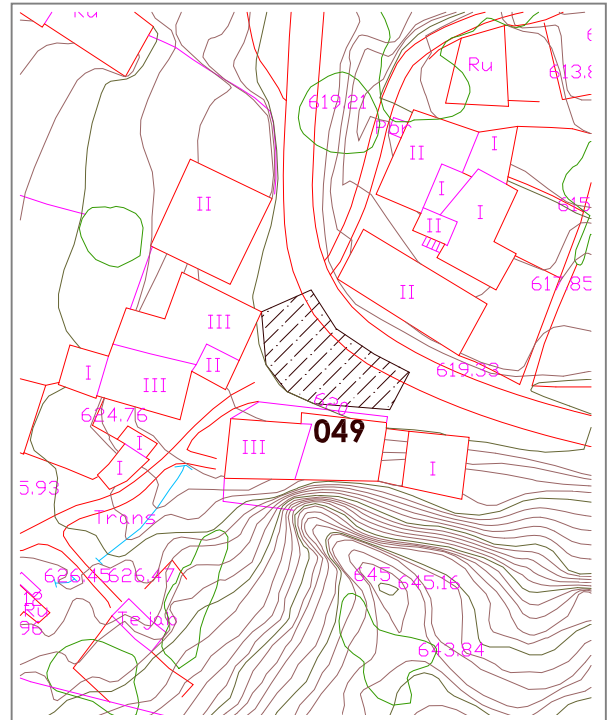 Ru
619.21
Ru
613.8
Por
II
I
I
I
II
615
II
617.85
II
III
II
619.33
I
III
624.76
620
049
I
I
III
I
5.93
Trans
626.45
626.47
645
645.16
12
Ru
96
Tejab
643.84